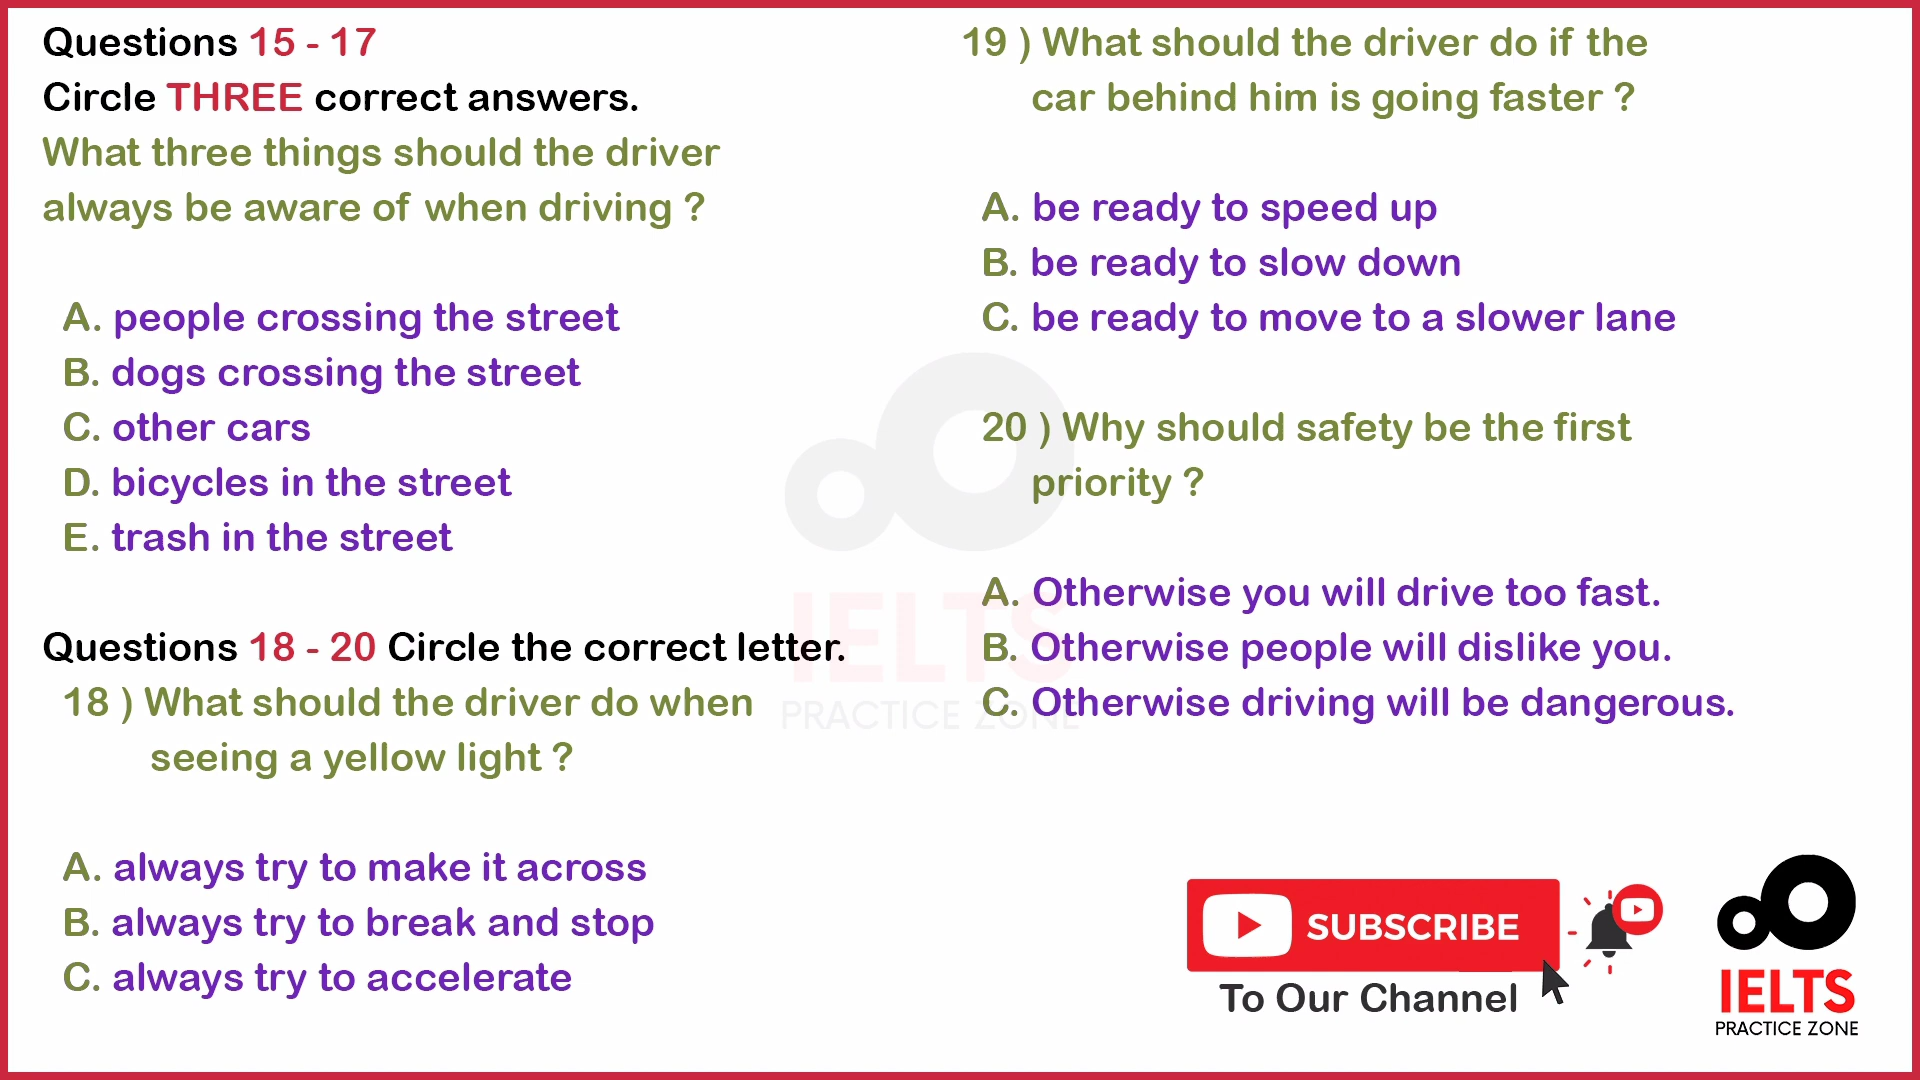 Questions 15 - 17
Circle THREE correct answers.
What three things should the driver
always be aware of when driving ?
A. people crossing the street
B. dogs crossing the street
C. other cars
D. bicycles in the street
E. trash in the street
Questions 18 - 20 Circle the correct letter.
18 ) What should the driver do when
seeing a yellow light ?
A. always try to make it across
B. always try to break and stop
C. always try to accelerate
19 ) What should the driver do if the
car behind him is going faster ?
A. be ready to speed up
B. be ready to slow down
C. be ready to move to a slower lane
20 ) Why should safety be the first
priority ?
A. Otherwise you will drive too fast.
B. Otherwise people will dislike you.
C. Otherwise driving will be dangerous.
IELTS
PRACTICE ZONE
SUBSCRIBE
To Our Channel
IELTS
PRACTICE ZONE